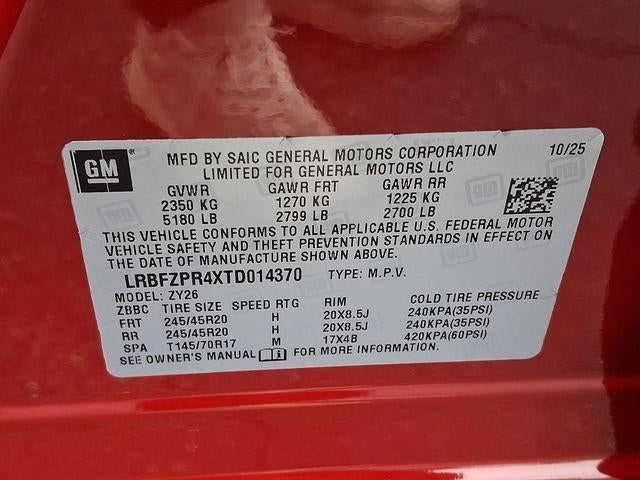 GM
MFD BY SAIC GENERAL MOTORS CORPORATION 10/25
LIMITED FOR GENERAL MOTORS LLC
GVWR GAWR FRT GAWR RR
2350 KG 1270 KG 1225 KG
5180 LB 2799 LB 2700 LB
THIS VEHICLE CONFORMS TO ALL APPLICABLE U.S. FEDERAL MOTOR
VEHICLE SAFETY AND THEFT PREVENTION STANDARDS IN EFFECT ON
THE DATE OF MANUFACTURE SHOWN ABOVE.
LRBFZPR4XTD014370 TYPE: M.P.V.
MODEL: ZY26
ZBBC TIRE SIZE SPEED RTG RIM COLD TIRE PRESSURE
FRT 245/45R20 H 20X8.5J 240KPA(35PSI)
RR 245/45R20 H 20X8.5J 240KPA(35PSI)
SPA T145/70R17 M 17X4B 420KPA(60PSI)
SEE OWNER'S MANUAL FOR MORE INFORMATION.